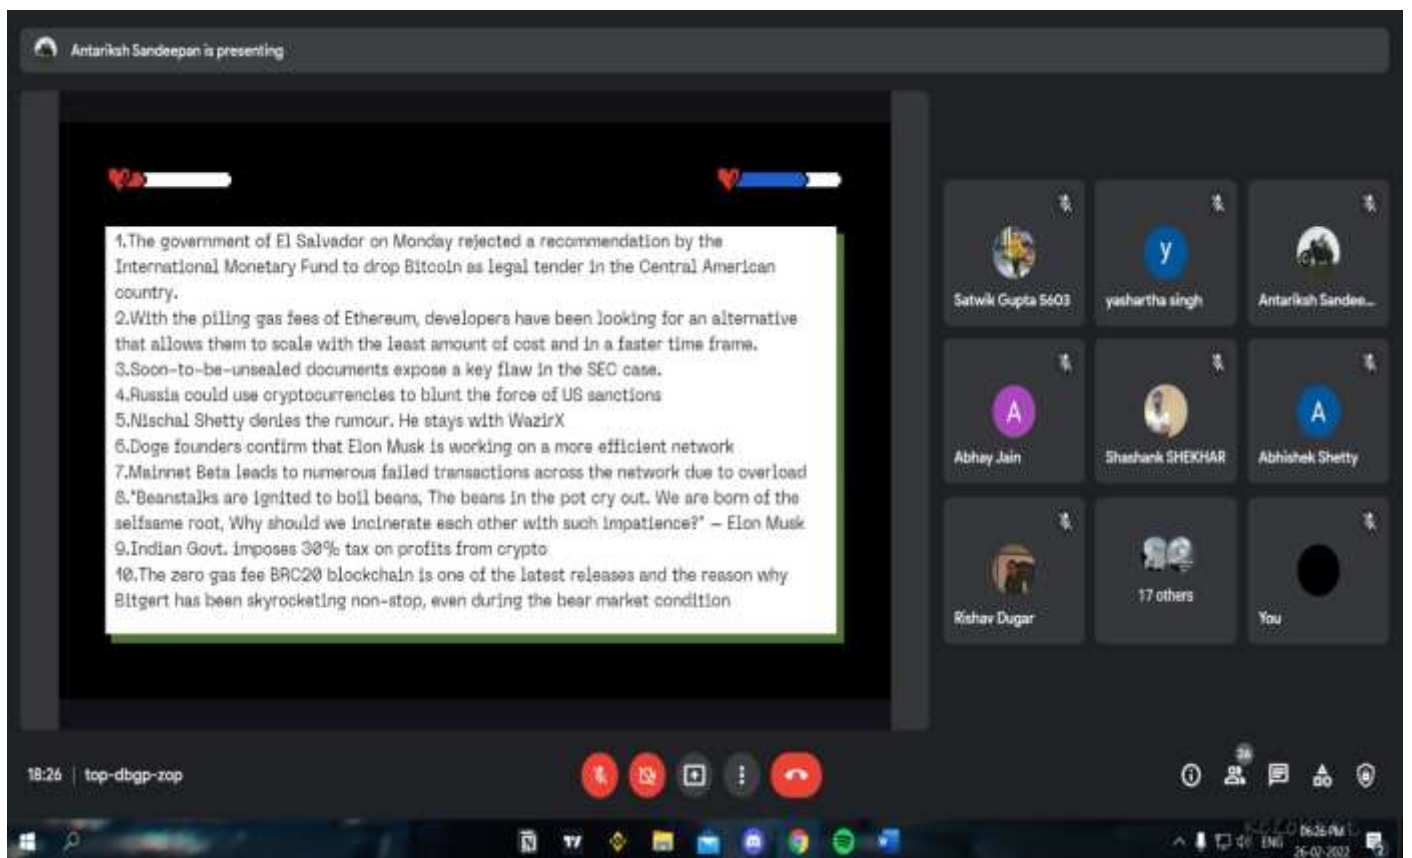 Antariksh Sandeepan is presenting
1.The government of El Salvador on Monday rejected a recommendation by the
International Monetary Fund to drop Bitcoin as legal tender in the Central American
country.
2.With the piling gas fees of Ethereum, developers have been looking for an alternative
that allows them to scale with the least amount of cost and in a faster time frame.
3.Soon-to-be-unsealed documents expose a key flaw in the SEC case.
4.Russia could use cryptocurrencies to blunt the force of US sanctions
5.Nischal Shetty denies the rumour. He stays with WazirX
6.Doge founders confirm that Elon Musk is working on a more efficient network
7.Mainnet Beta leads to numerous failed transactions across the network due to overload
8."Beanstalks are ignited to boil beans, The beans in the pot cry out. We are born of the
selfsame root, Why should we incinerate each other with such impatience?" – Elon Musk
9.Indian Govt. imposes 30% tax on profits from crypto
10.The zero gas fee BRC20 blockchain is one of the latest releases and the reason why
Bitgert has been skyrocketing non-stop, even during the bear market condition
Satwik Gupta 5603
y
yashartha singh
Antariksh Sandee...
A
Abhay Jain
Shashank SHEKHAR
A
Abhishek Shetty
Rishav Dugar
17 others
You
18:26 | top-dbgp-zop
ENG
06:26 PM
26-02-2022